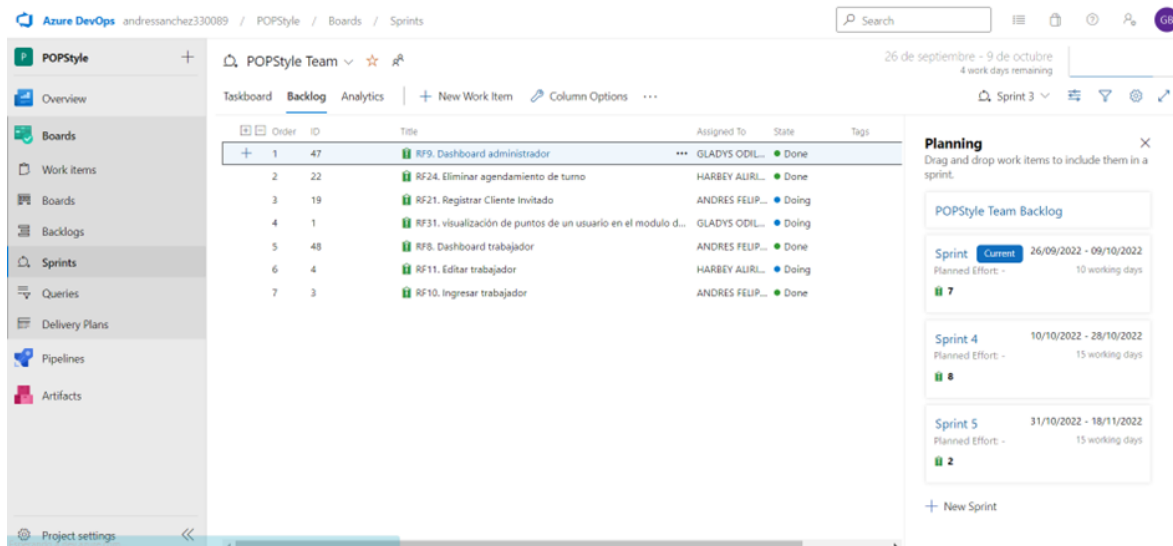 Azure DevOps andressanchez330089 / POPStyle / Boards / Sprints
Search
GB
P POPStyle
Overview
Boards
Work items
Boards
Backlogs
Sprints
Queries
Delivery Plans
Pipelines
Artifacts
Project settings
POPStyle Team
26 de septiembre - 9 de octubre
4 work days remaining
Taskboard Backlog Analytics + New Work Item Column Options ...
Sprint 3
Order ID Title Assigned To State Tags
1 47 RF9. Dashboard administrador ... GLADYS ODIL... Done
2 22 RF24. Eliminar agendamiento de turno HARBEY ALIRI... Done
3 19 RF21. Registrar Cliente Invitado ANDRES FELIP... Doing
4 1 RF31. visualización de puntos de un usuario en el modulo d... GLADYS ODIL... Doing
5 48 RF8. Dashboard trabajador ANDRES FELIP... Done
6 4 RF11. Editar trabajador HARBEY ALIRI... Doing
7 3 RF10. Ingresar trabajador ANDRES FELIP... Done
Planning
Drag and drop work items to include them in a
sprint.
POPStyle Team Backlog
Sprint Current 26/09/2022 - 09/10/2022
Planned Effort: - 10 working days
7
Sprint 4 10/10/2022 - 28/10/2022
Planned Effort: - 15 working days
8
Sprint 5 31/10/2022 - 18/11/2022
Planned Effort: - 15 working days
2
+ New Sprint